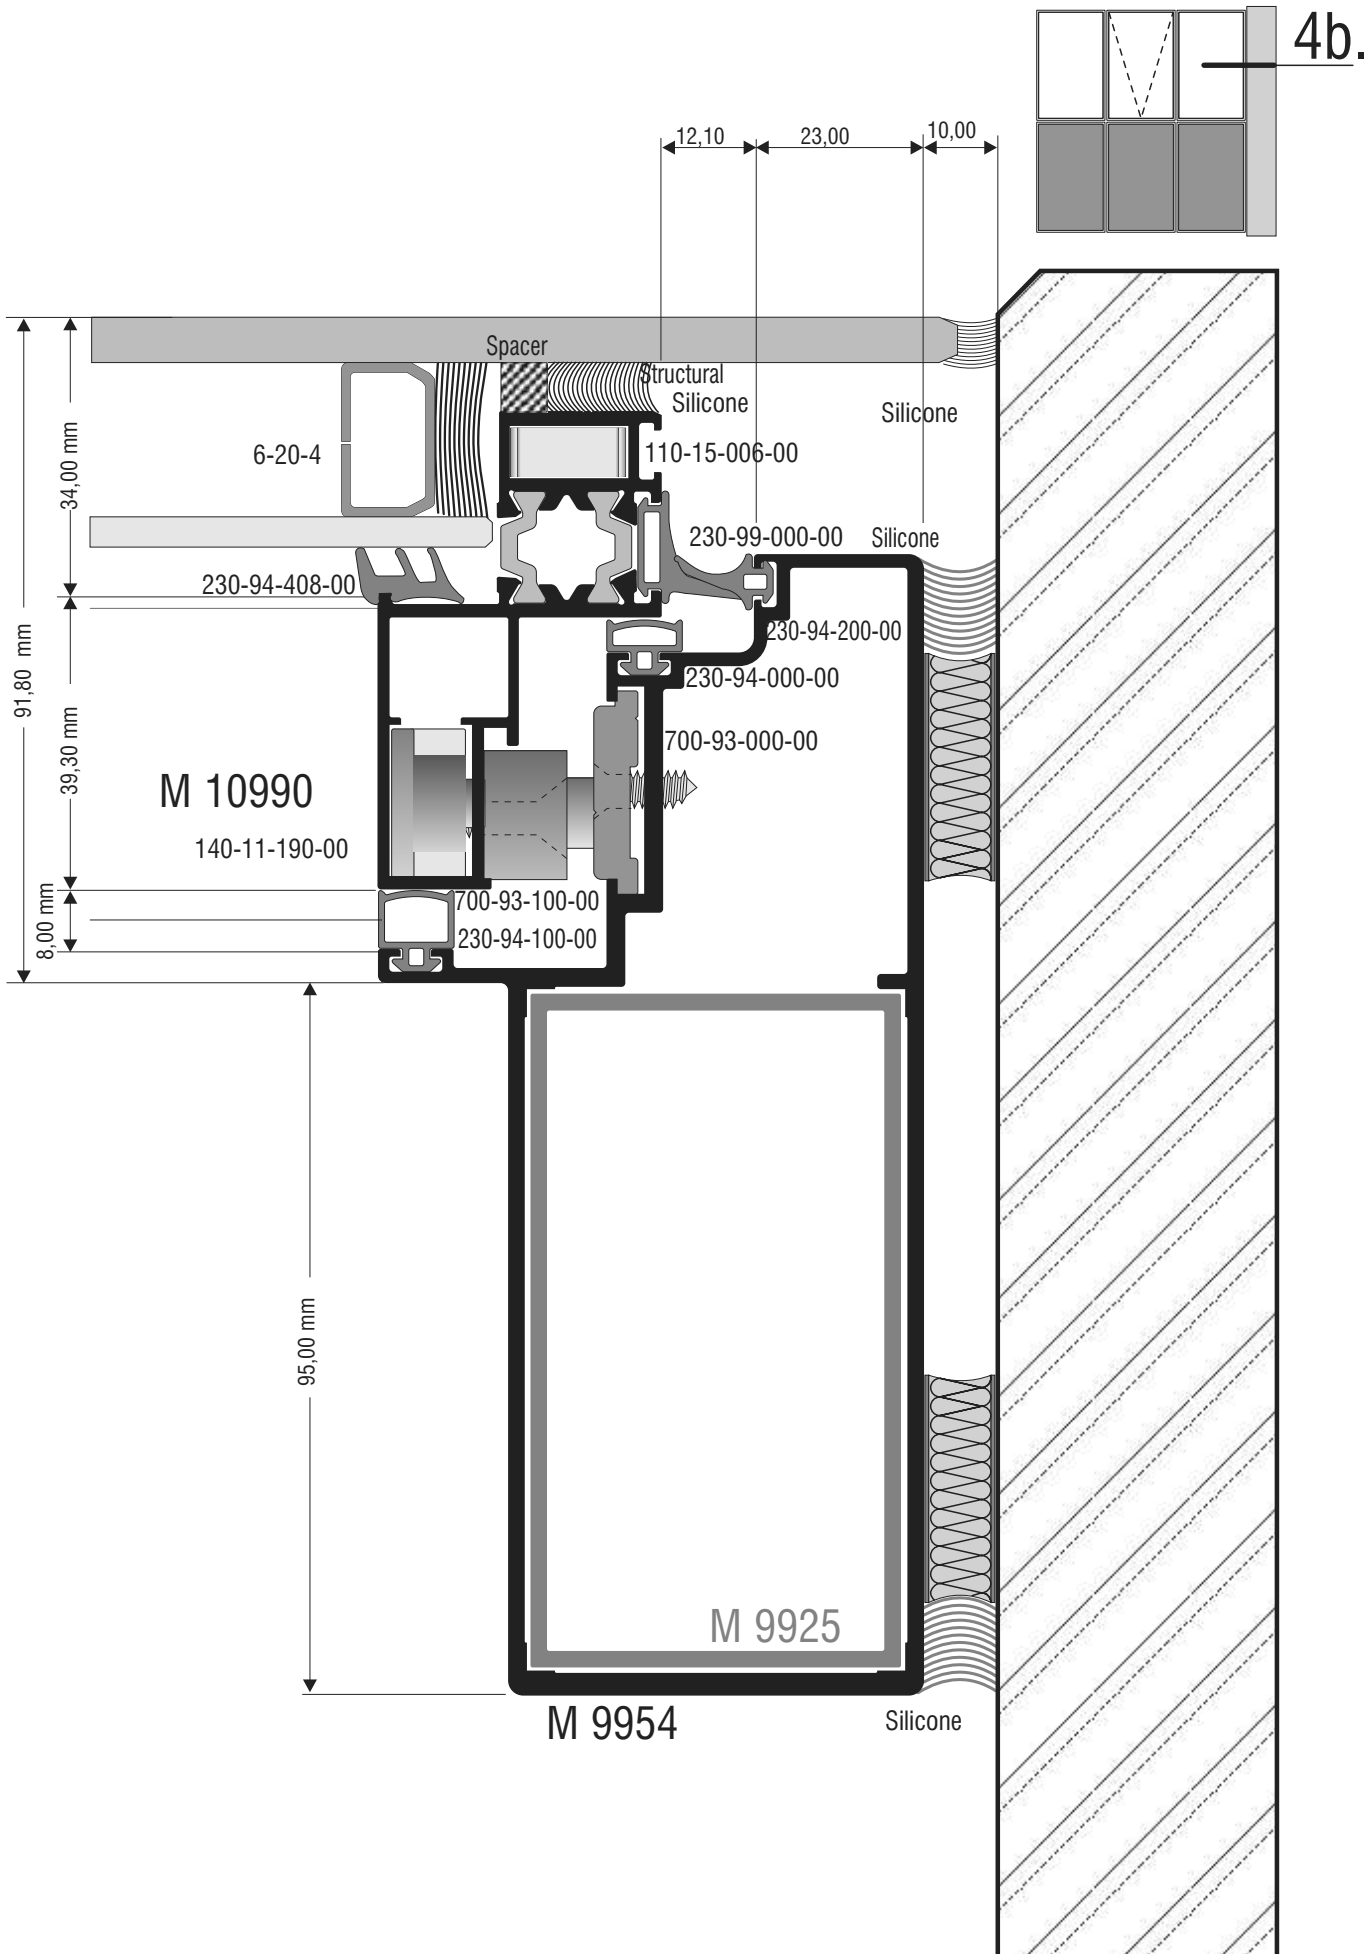 4b.
12,10
23,00
10,00
Spacer
Structural
Silicone
Silicone
6-20-4
110-15-006-00
34,00 mm
230-99-000-00
Silicone
230-94-408-00
230-94-200-00
91,80 mm
230-94-000-00
39,30 mm
700-93-000-00
M 10990
140-11-190-00
8,00 mm
700-93-100-00
230-94-100-00
95,00 mm
M 9925
M 9954
Silicone